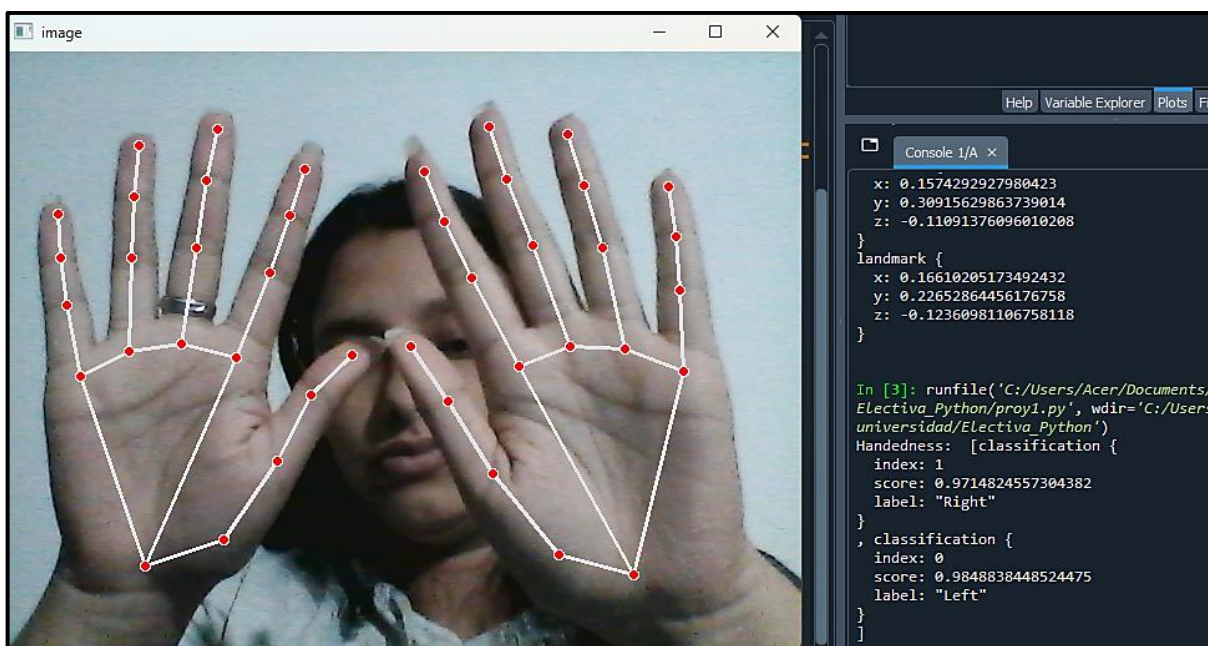 image
Help Variable Explorer Plots
Console 1/A
x: 0.1574292927980423
y: 0.30915629863739014
z: -0.11091376096010208
}
landmark {
x: 0.16610205173492432
y: 0.22652864456176758
z: -0.12360981106758118
}
In [3]: runfile('C:/Users/Acer/Documents/
Electiva_Python/proy1.py', wdir='C:/Users
universidad/Electiva_Python')
Handedness: [classification {
index: 1
score: 0.9714824557304382
label: "Right"
}
, classification {
index: 0
score: 0.9848838448524475
label: "Left"
}
]